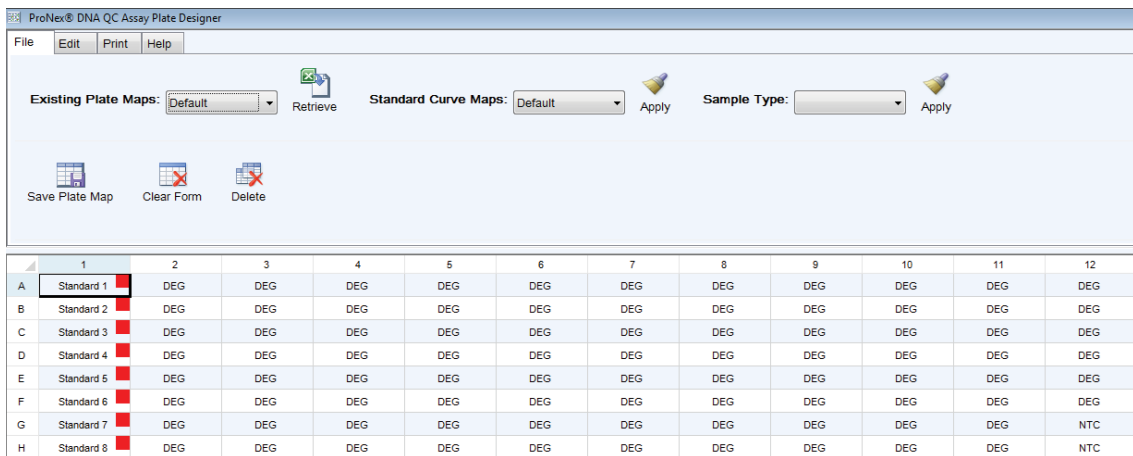 ProNex® DNA QC Assay Plate Designer
File Edit Print Help
Existing Plate Maps: Default Retrieve Standard Curve Maps: Default Apply Sample Type: Apply
Save Plate Map Clear Form Delete
1 2 3 4 5 6 7 8 9 10 11 12
A Standard 1 DEG DEG DEG DEG DEG DEG DEG DEG DEG DEG DEG
B Standard 2 DEG DEG DEG DEG DEG DEG DEG DEG DEG DEG DEG
C Standard 3 DEG DEG DEG DEG DEG DEG DEG DEG DEG DEG DEG
D Standard 4 DEG DEG DEG DEG DEG DEG DEG DEG DEG DEG DEG
E Standard 5 DEG DEG DEG DEG DEG DEG DEG DEG DEG DEG DEG
F Standard 6 DEG DEG DEG DEG DEG DEG DEG DEG DEG DEG DEG
G Standard 7 DEG DEG DEG DEG DEG DEG DEG DEG DEG DEG NTC
H Standard 8 DEG DEG DEG DEG DEG DEG DEG DEG DEG DEG NTC